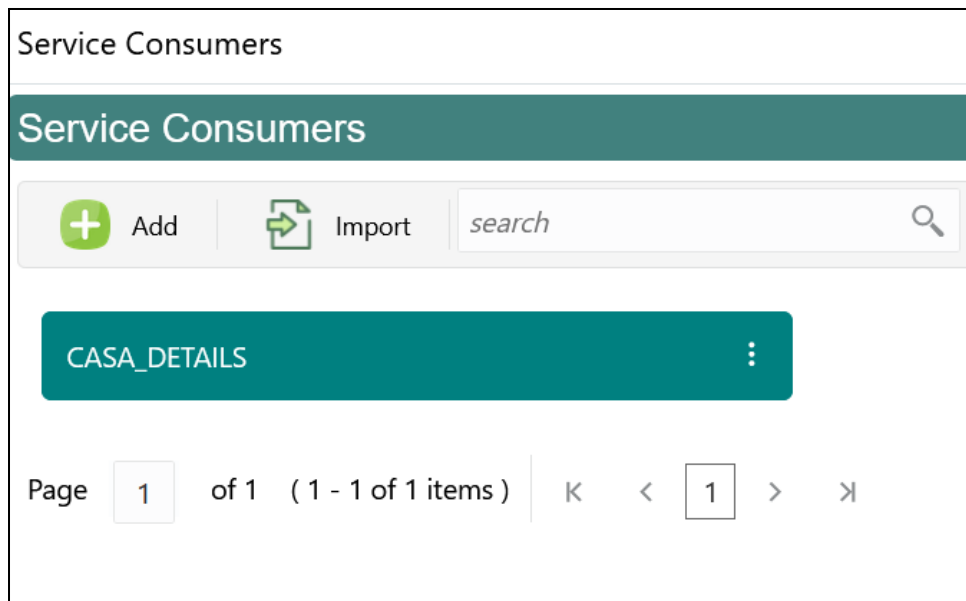 Service Consumers
Service Consumers
Add Import search
CASA_DETAILS
Page 1 of 1 ( 1 - 1 of 1 items ) 1